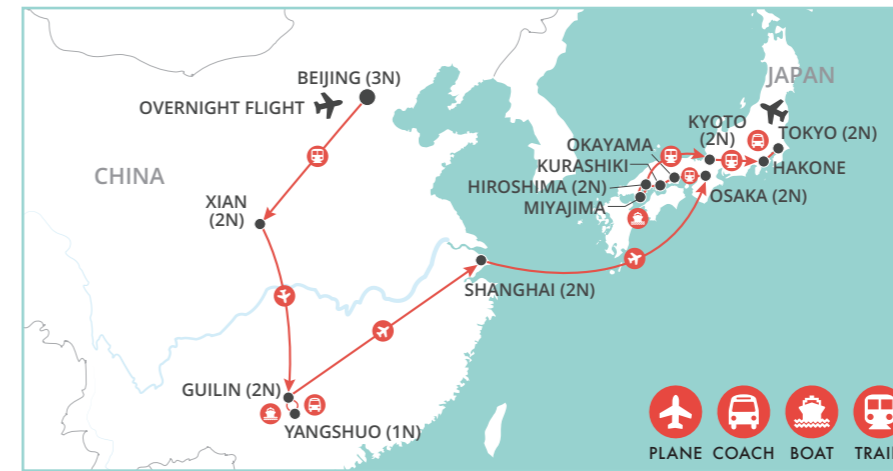 BEIJING (3N)
OVERNIGHT FLIGHT
CHINA
XIAN
(2N)
GUILIN (2N)
YANGSHUO (1N)
SHANGHAI (2N)
JAPAN
KYOTO
(2N)
TOKYO (2N)
OKAYAMA
KURASHIKI
HAKONE
HIROSHIMA (2N)
OSAKA (2N)
MIYAJIMA
PLANE COACH BOAT TRAIN